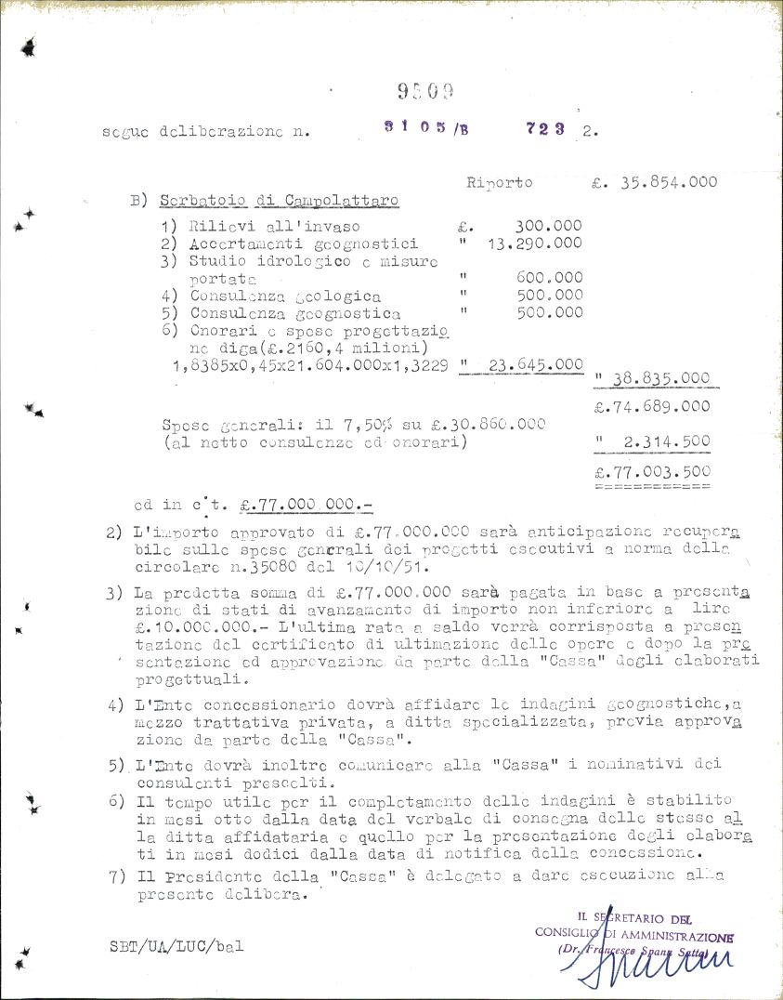 9509
segue deliberazione n. 3105/B 723 2.
Riporto £. 35.854.000
B) Serbatoio di Campolattaro
1) Rilievi all'invaso £. 300.000
2) Accertamenti geognostici " 13.290.000
3) Studio idrologico e misure
portata " 600.000
4) Consulenza geologica " 500.000
5) Consulenza geognostica " 500.000
6) Onorari e spese progettazio
ne diga(£.2160,4 milioni)
1,8385x0,45x21.604.000x1,3229 " 23.645.000
" 38.835.000
£.74.689.000
Spese generali: il 7,50% su £.30.860.000
(al netto consulenze ed onorari) " 2.314.500
£.77.003.500
============
ed in c.t. £.77.000.000.-
2) L'importo approvato di £.77.000.000 sarà anticipazione recupera
bile sulle spese generali dei progetti esecutivi a norma della
circolare n.35080 del 10/10/51.
3) La predetta somma di £.77.000.000 sarà pagata in base a presenta
zione di stati di avanzamento di importo non inferiore a lire
£.10.000.000.- L'ultima rata a saldo verrà corrisposta a presen
tazione del certificato di ultimazione delle opere e dopo la pre
sentazione ed approvazione da parte della "Cassa" degli elaborati
progettuali.
4) L'Ente concessionario dovrà affidare le indagini geognostiche,a
mezzo trattativa privata, a ditta specializzata, previa approva
zione da parte della "Cassa".
5) L'Ente dovrà inoltre comunicare alla "Cassa" i nominativi dei
consulenti prescelti.
6) Il tempo utile per il completamento delle indagini è stabilito
in mesi otto dalla data del verbale di consegna delle stesse al
la ditta affidataria e quello per la presentazione degli elabora
ti in mesi dodici dalla data di notifica della concessione.
7) Il Presidente della "Cassa" è delegato a dare esecuzione alla
presente delibera.
IL SEGRETARIO DEL
CONSIGLIO DI AMMINISTRAZIONE
(Dr. Francesco Spanu Satta)
SBT/UA/LUC/bal